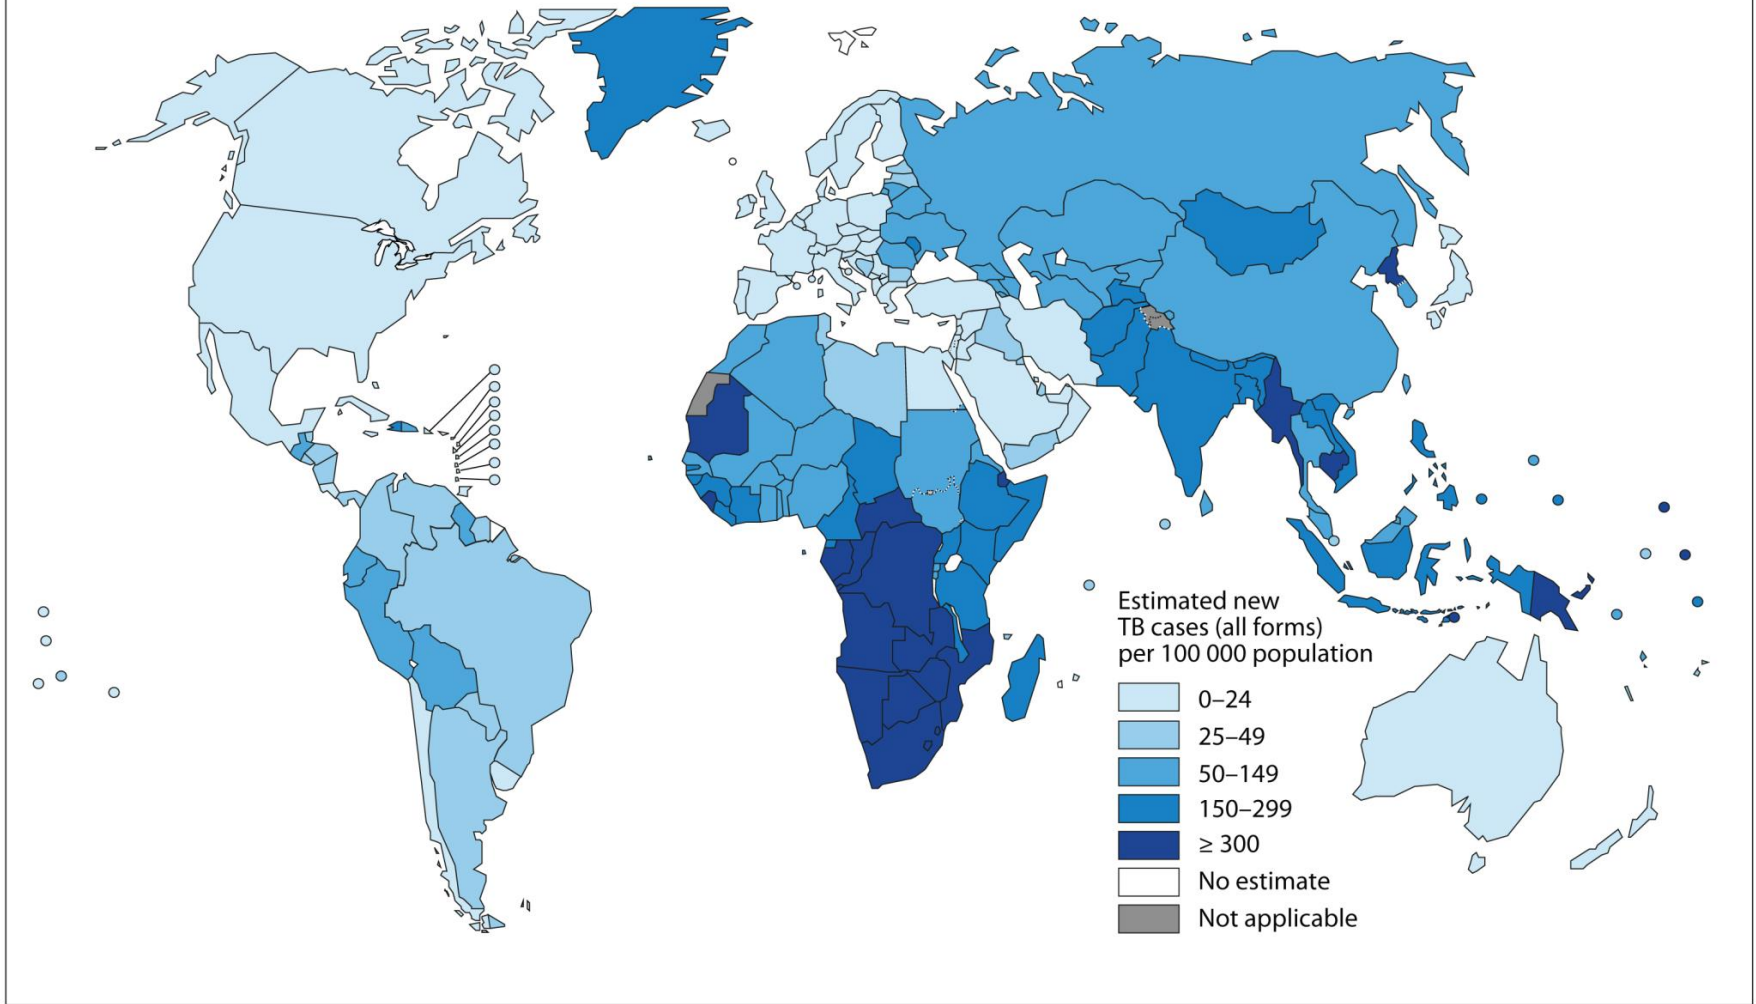 Estimated new
TB cases (all forms)
per 100 000 population
0–24
25–49
50–149
150–299
≥ 300
No estimate
Not applicable